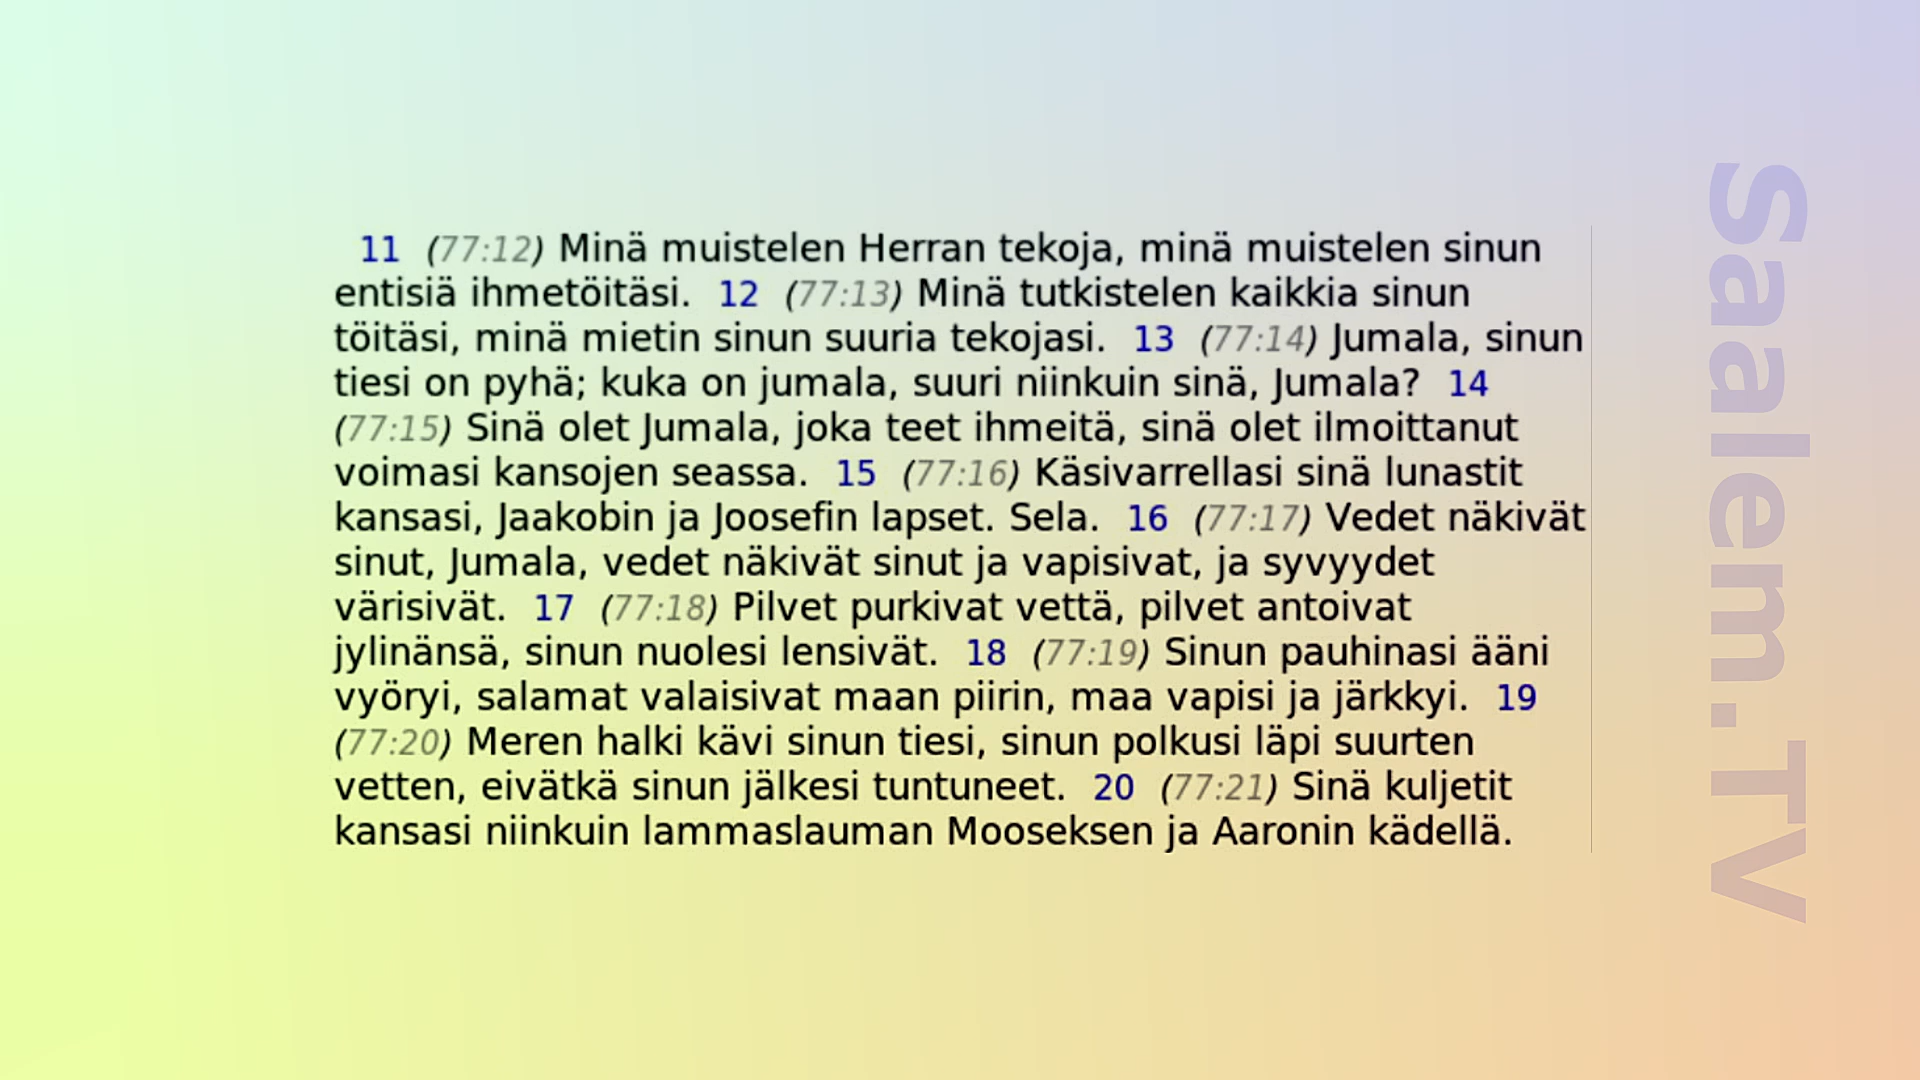 11 (77:12) Minä muistelen Herran tekoja, minä muistelen sinun
entisiä ihmetöitäsi. 12 (77:13) Minä tutkistelen kaikkia sinun
töitäsi, minä mietin sinun suuria tekojasi. 13 (77:14) Jumala, sinun
tiesi on pyhä; kuka on jumala, suuri niinkuin sinä, Jumala? 14
(77:15) Sinä olet Jumala, joka teet ihmeitä, sinä olet ilmoittanut
voimasi kansojen seassa. 15 (77:16) Käsivarrellasi sinä lunastit
kansasi, Jaakobin ja Joosefin lapset. Sela. 16 (77:17) Vedet näkivät
sinut, Jumala, vedet näkivät sinut ja vapisivat, ja syvyydet
värisivät. 17 (77:18) Pilvet purkivat vettä, pilvet antoivat
jylinänsä, sinun nuolesi lensivät. 18 (77:19) Sinun pauhinasi ääni
vyöryi, salamat valaisivat maan piirin, maa vapisi ja järkkyi. 19
(77:20) Meren halki kävi sinun tiesi, sinun polkusi läpi suurten
vetten, eivätkä sinun jälkesi tuntuneet. 20 (77:21) Sinä kuljetit
kansasi niinkuin lammaslauman Mooseksen ja Aaronin kädellä.
Saalem.TV